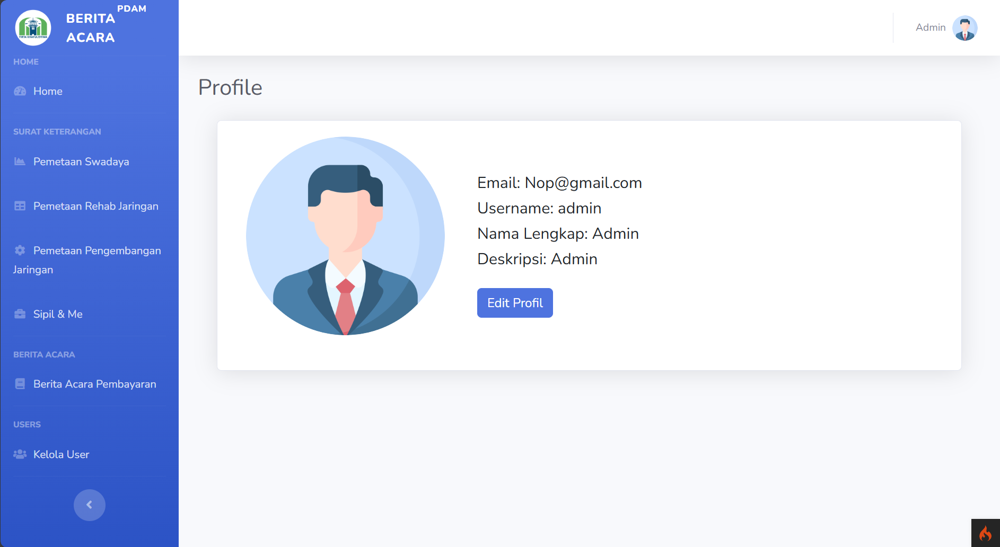 TIRTA KHATULISTIWA
BERITA PDAM
ACARA
Admin
HOME
Home
SURAT KETERANGAN
Pemetaan Swadaya
Pemetaan Rehab Jaringan
Pemetaan Pengembangan
Jaringan
Sipil & Me
BERITA ACARA
Berita Acara Pembayaran
USERS
Kelola User
Profile
Email: Nop@gmail.com
Username: admin
Nama Lengkap: Admin
Deskripsi: Admin
Edit Profil